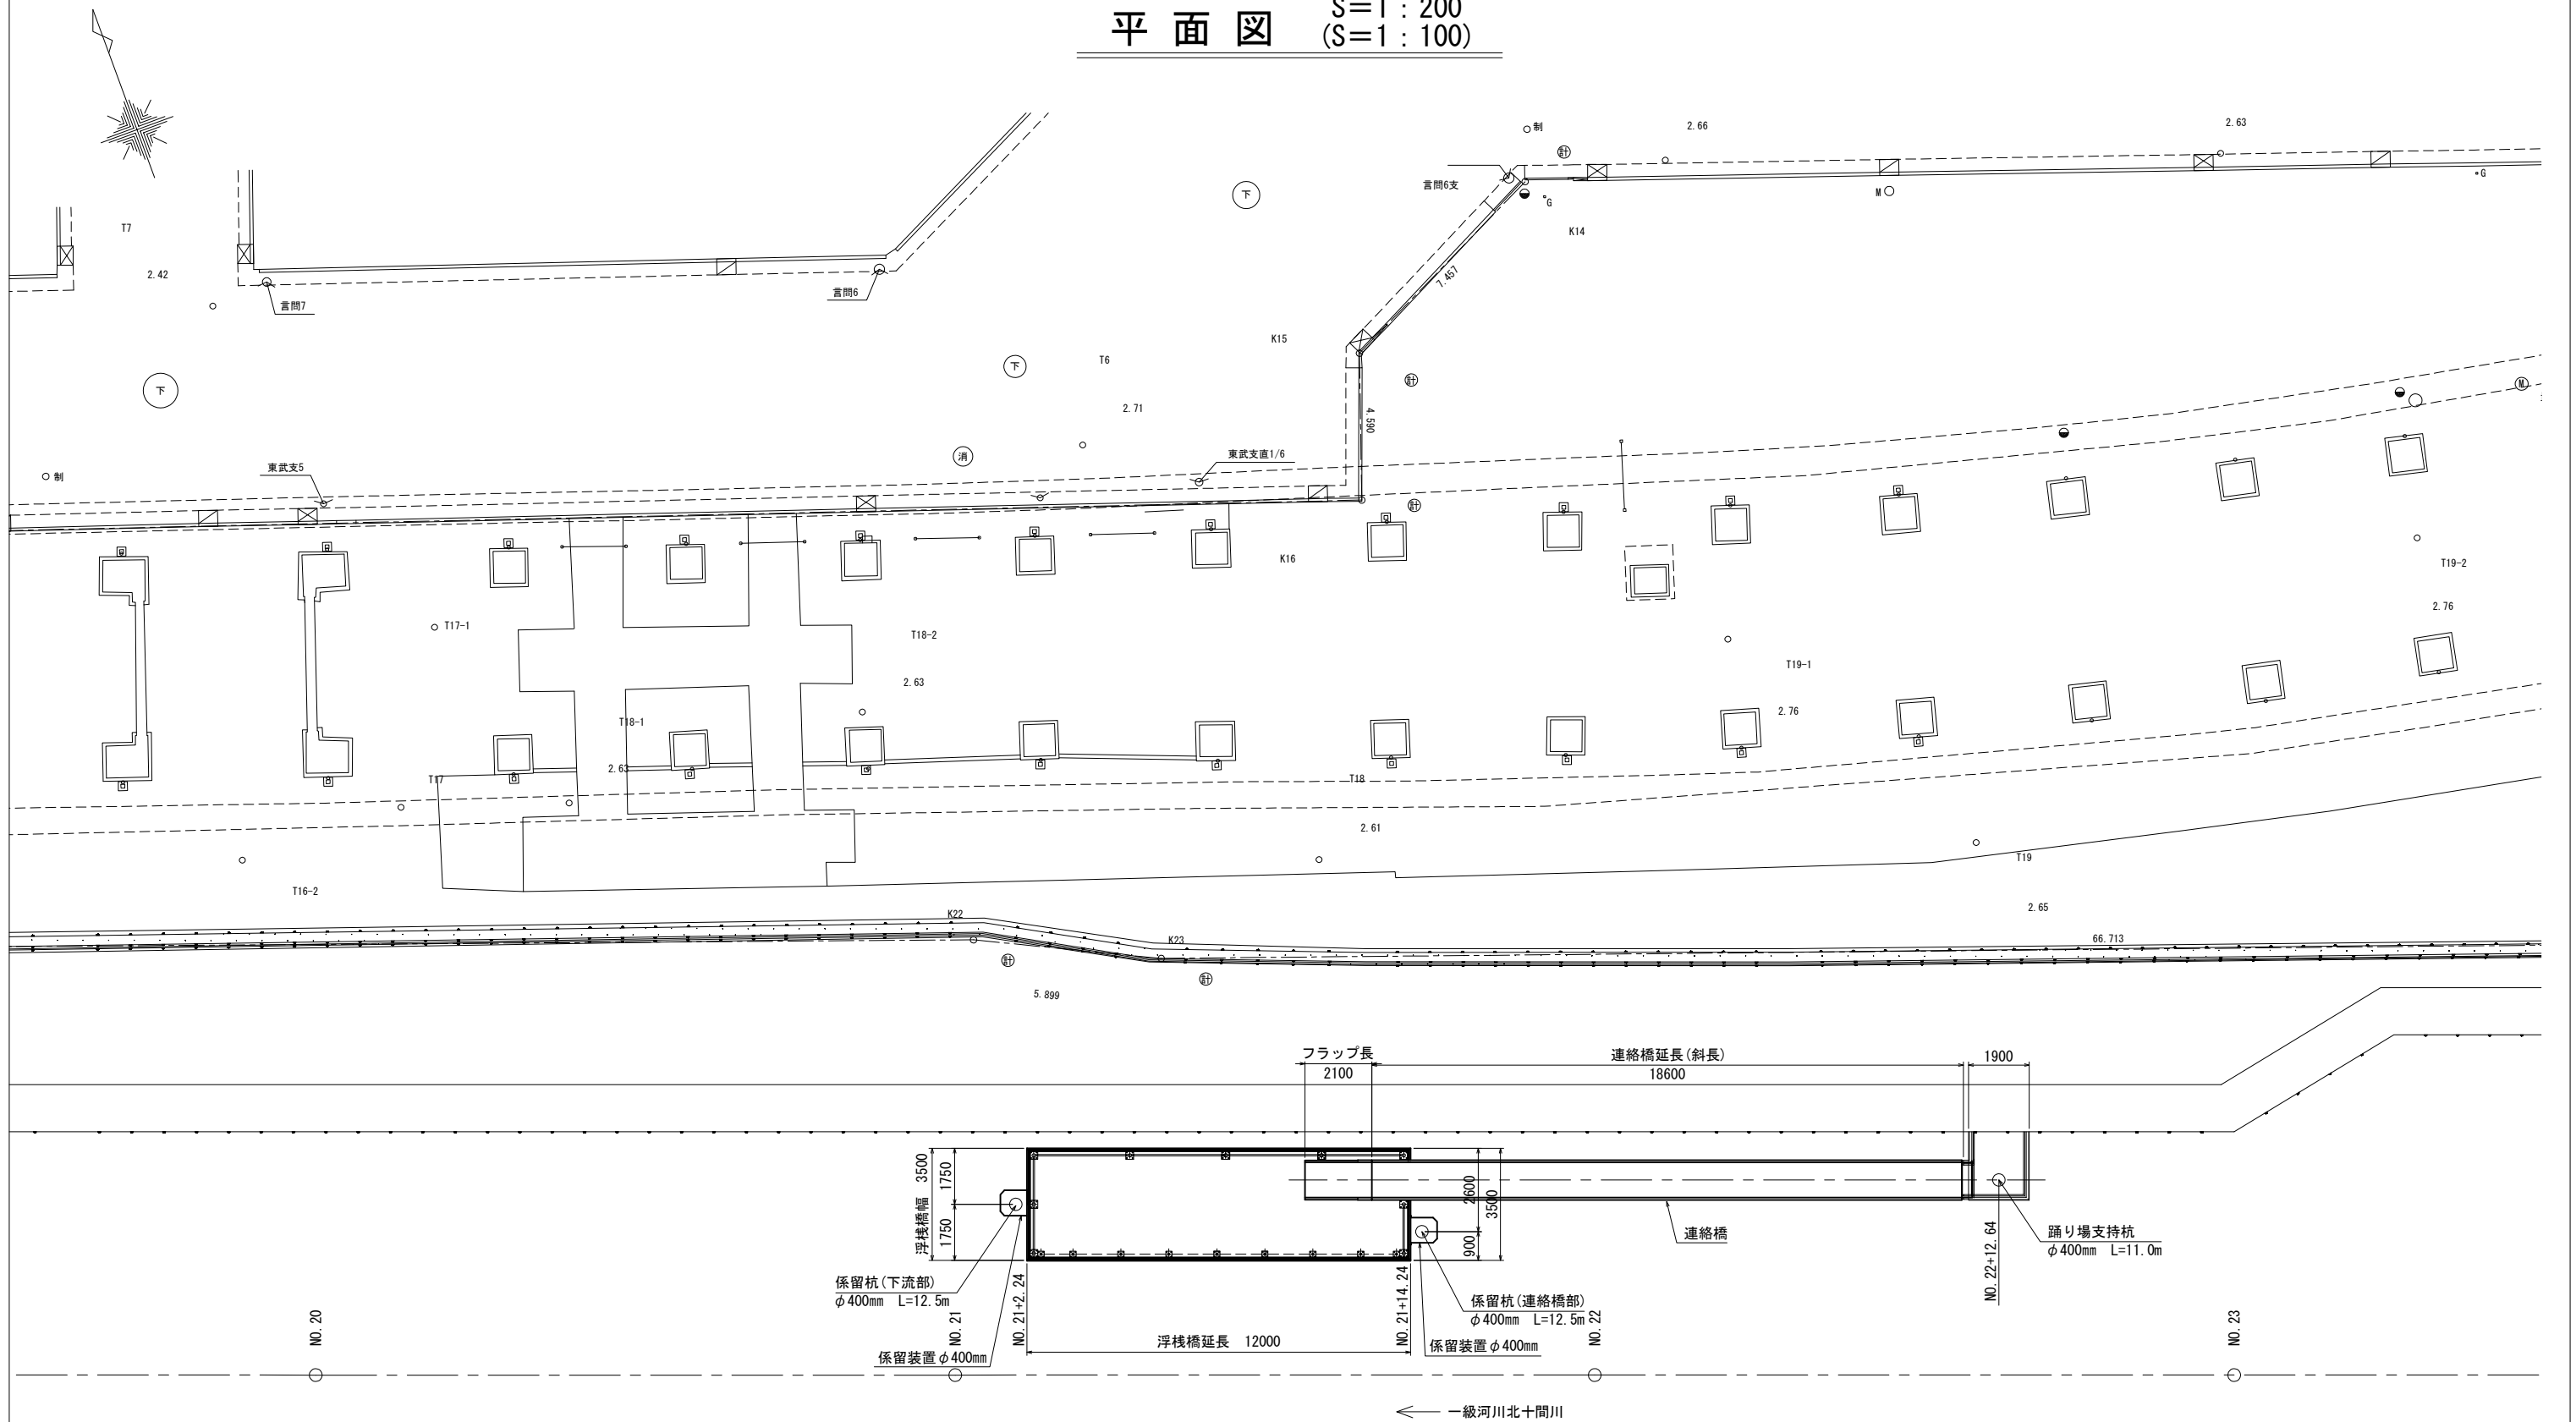 平面図
S=1:200
(S=1:100)
制
2.66
2.63
計
言問6支
下
M
G
G
T7
K14
2.42
7.457
言問6
言問7
K15
T6
下
下
計
M
2.71
4.590
消
東武支直1/6
東武支5
制
計
K16
T19-2
2.76
T17-1
T18-2
T19-1
2.63
2.76
T18-1
2.63
T17
T18
2.61
T19
T16-2
2.65
K22
K23
66.713
計
計
5.899
フラップ長
2100
連絡橋延長(斜長)
18600
1900
浮桟橋幅 3500
1750
1750
2600
3500
900
連絡橋
踊り場支持杭
φ400mm L=11.0m
NO.22+12.64
係留杭(下流部)
φ400mm L=12.5m
NO.21+2.24
NO.21+14.24
係留杭(連絡橋部)
φ400mm L=12.5m
NO.20
NO.21
NO.22
NO.23
浮桟橋延長 12000
係留装置φ400mm
係留装置φ400mm
一級河川北十間川